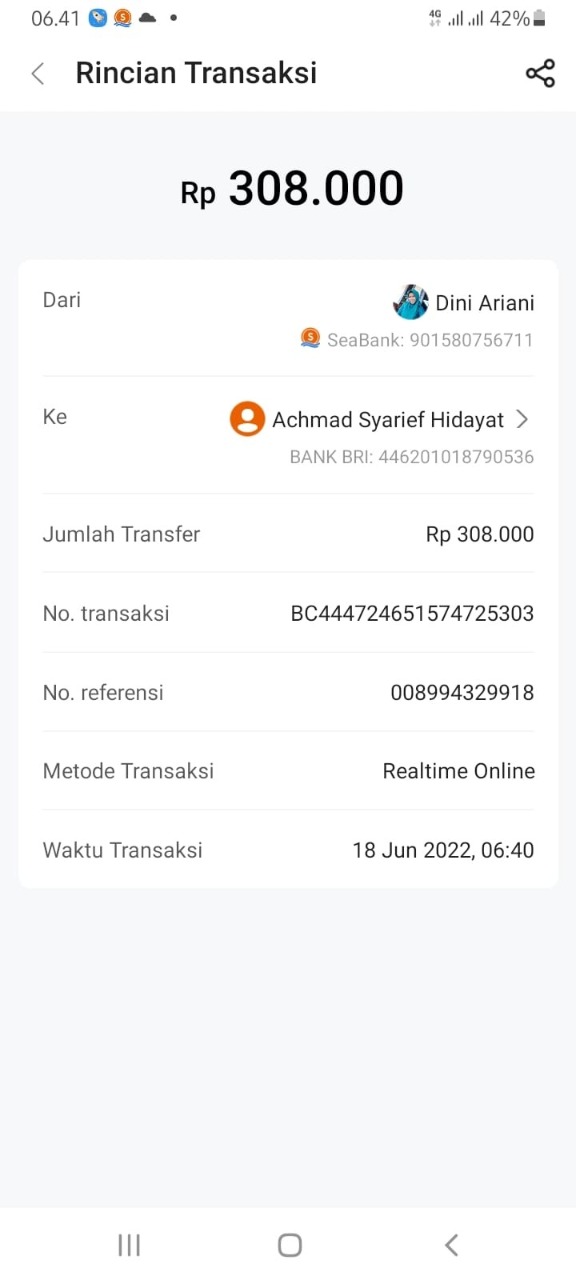 06.41 4G 42%
Rincian Transaksi
Rp 308.000
Dari Dini Ariani
SeaBank: 901580756711
Ke Achmad Syarief Hidayat
BANK BRI: 446201018790536
Jumlah Transfer Rp 308.000
No. transaksi BC444724651574725303
No. referensi 008994329918
Metode Transaksi Realtime Online
Waktu Transaksi 18 Jun 2022, 06:40